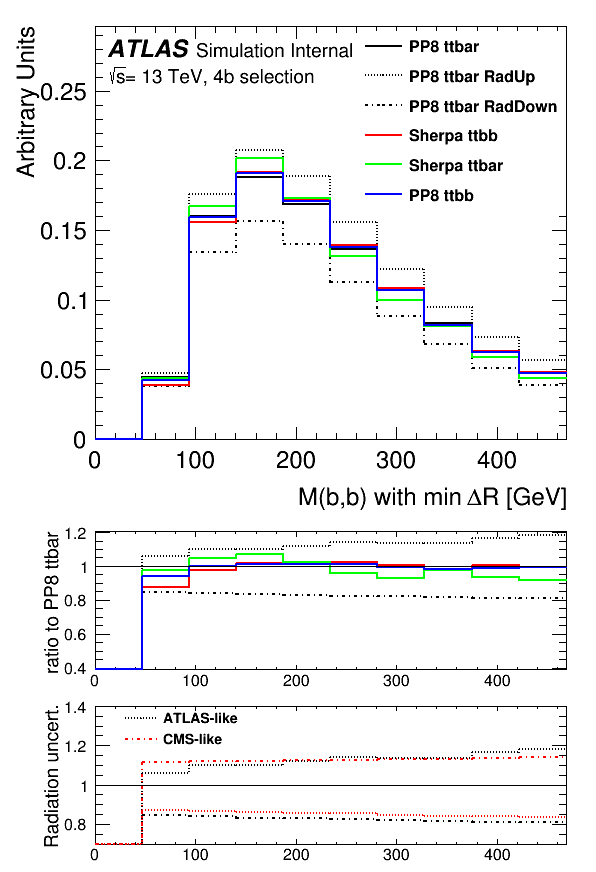 ATLAS Simulation Internal
√s= 13 TeV, 4b selection
PP8 ttbar
PP8 ttbar RadUp
PP8 ttbar RadDown
Sherpa ttbb
Sherpa ttbar
PP8 ttbb
Arbitrary Units
0.25
0.2
0.15
0.1
0.05
0
0 100 200 300 400
M(b,b) with min ΔR [GeV]
ratio to PP8 ttbar
1.2
1
0.8
0.6
0.4
0 100 200 300 400
Radiation uncert.
1.4
1.2
1
0.8
ATLAS-like
CMS-like
0 100 200 300 400